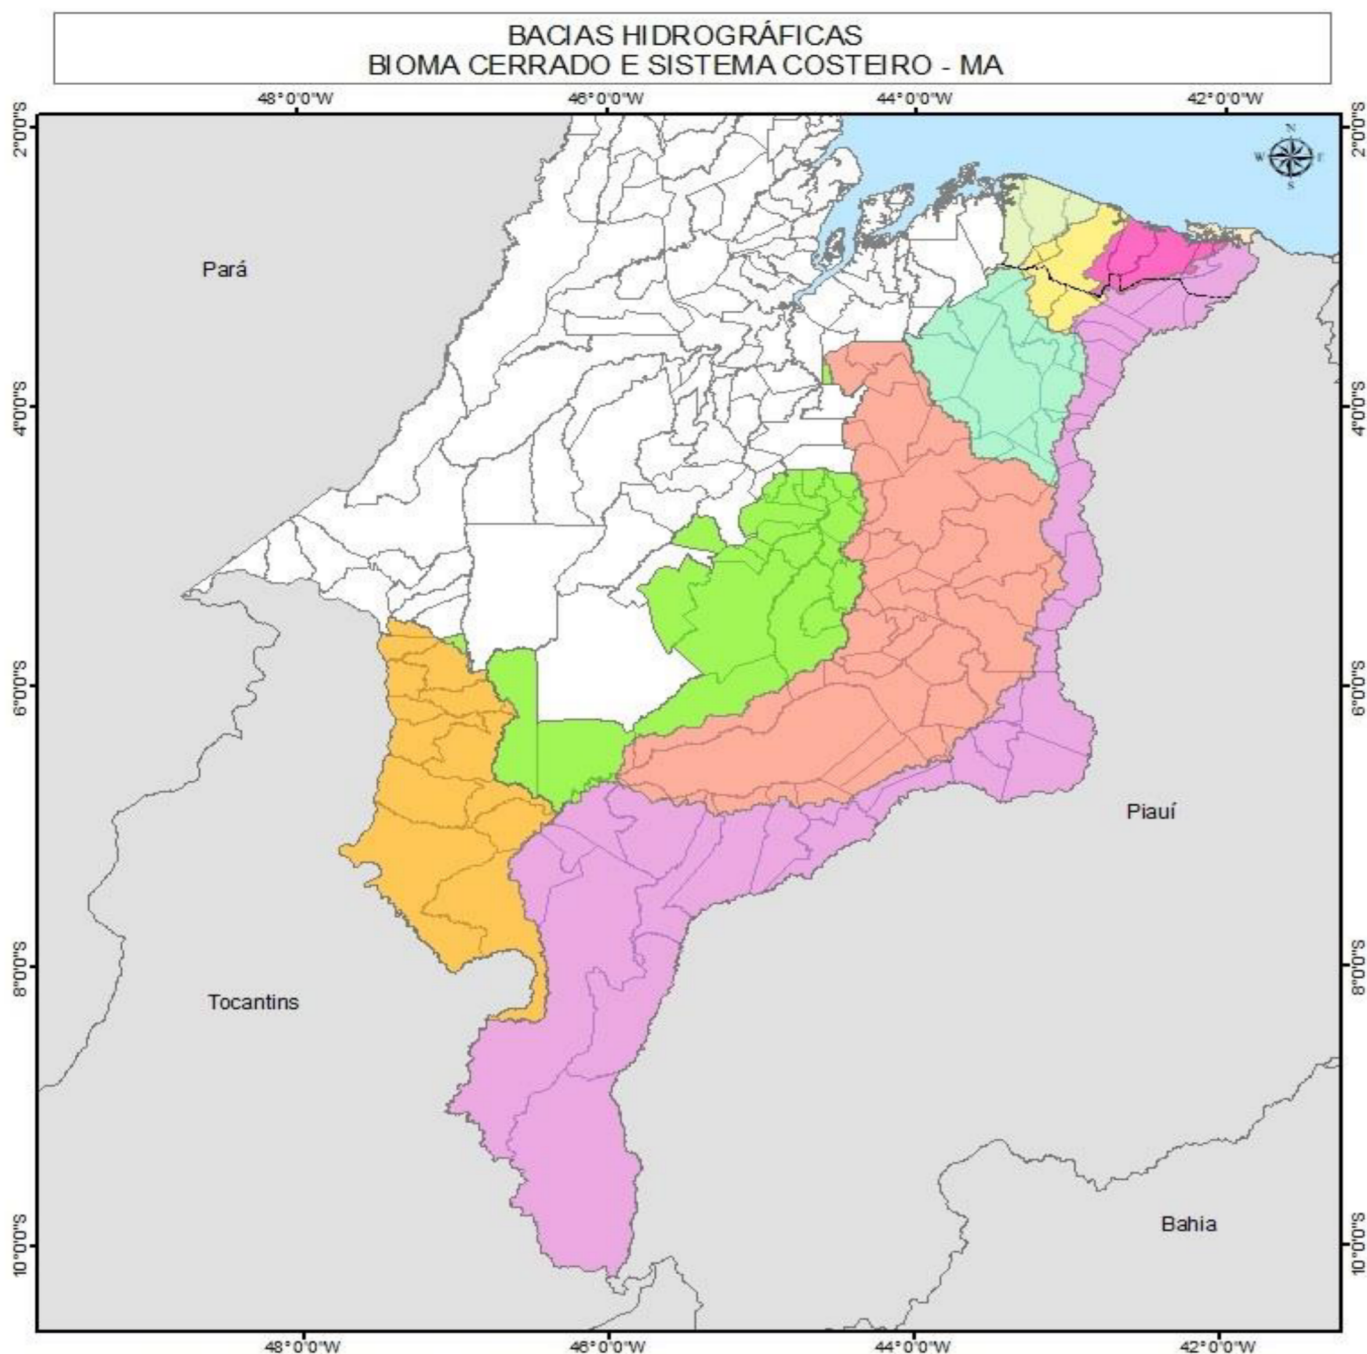 BACIAS HIDROGRÁFICAS
BIOMA CERRADO E SISTEMA COSTEIRO - MA
48°0'0"W 46°0'0"W 44°0'0"W 42°0'0"W
2°0'0"S 2°0'0"S
N
W E
S
Pará
4°0'0"S 4°0'0"S
6°0'0"S 6°0'0"S
Piauí
8°0'0"S 8°0'0"S
Tocantins
Bahia
10°0'0"S 10°0'0"S
48°0'0"W 46°0'0"W 44°0'0"W 42°0'0"W